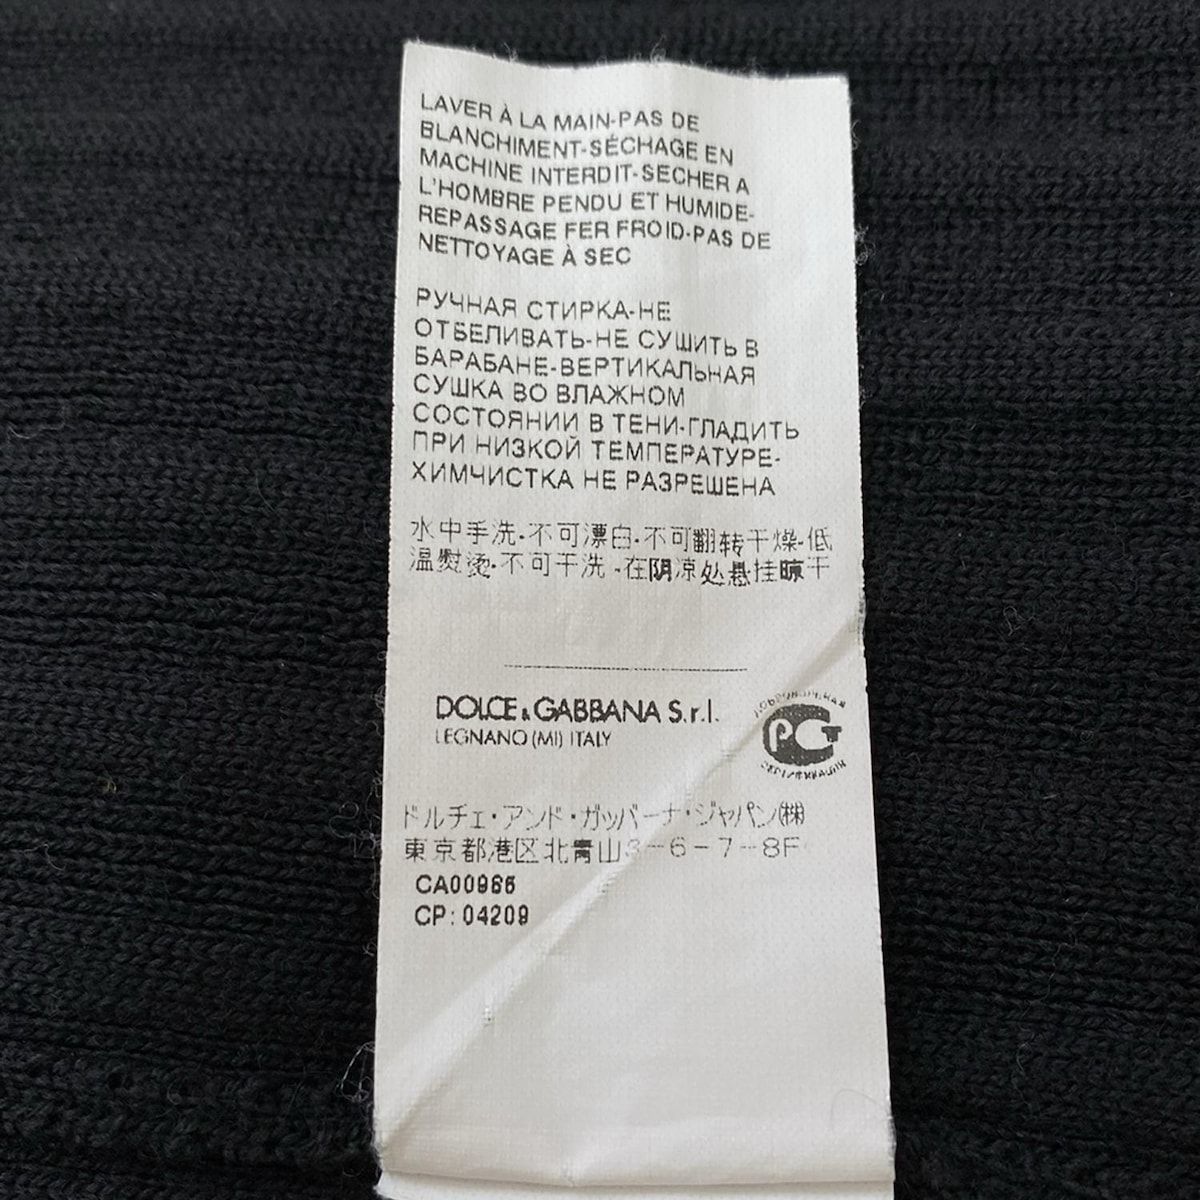 LAVER À LA MAIN-PAS DE
BLANCHIMENT-SÉCHAGE EN
MACHINE INTERDIT-SECHER A
L'HOMBRE PENDU ET HUMIDE-
REPASSAGE FER FROID-PAS DE
NETTOYAGE À SEC
РУЧНАЯ СТИРКА-НЕ
ОТБЕЛИВАТЬ-НЕ СУШИТЬ В
БАРАБАНЕ-ВЕРТИКАЛЬНАЯ
СУШКА ВО ВЛАЖНОМ
СОСТОЯНИИ В ТЕНИ-ГЛАДИТЬ
ПРИ НИЗКОЙ ТЕМПЕРАТУРЕ-
ХИМЧИСТКА НЕ РАЗРЕШЕНА
水中手洗-不可漂白-不可翻转干燥-低
温熨烫-不可干洗-在阴凉处悬挂晾干
DOLCE & GABBANA S.r.l.
LEGNANO (MI) ITALY
ДОБРОВОЛЬНАЯ
РСТ
СЕРТИФИКАЦИЯ
ドルチェ・アンド・ガッバーナ・ジャパン㈱
東京都港区北青山3-6-7-8F
CA00986
CP: 04209